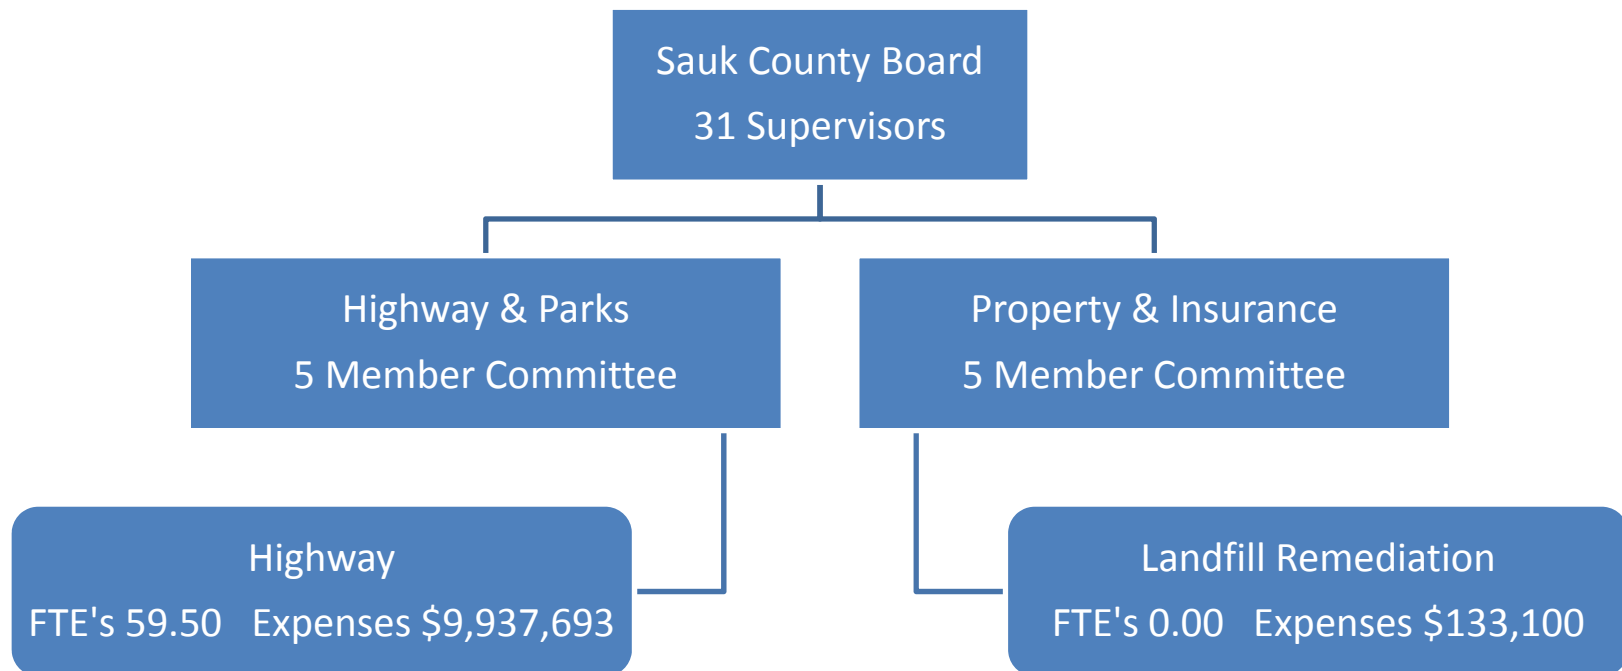 Sauk County Board
31 Supervisors
Highway & Parks
5 Member Committee
Property & Insurance
5 Member Committee
Highway
FTE's 59.50   Expenses $9,937,693
Landfill Remediation
FTE's 0.00   Expenses $133,100